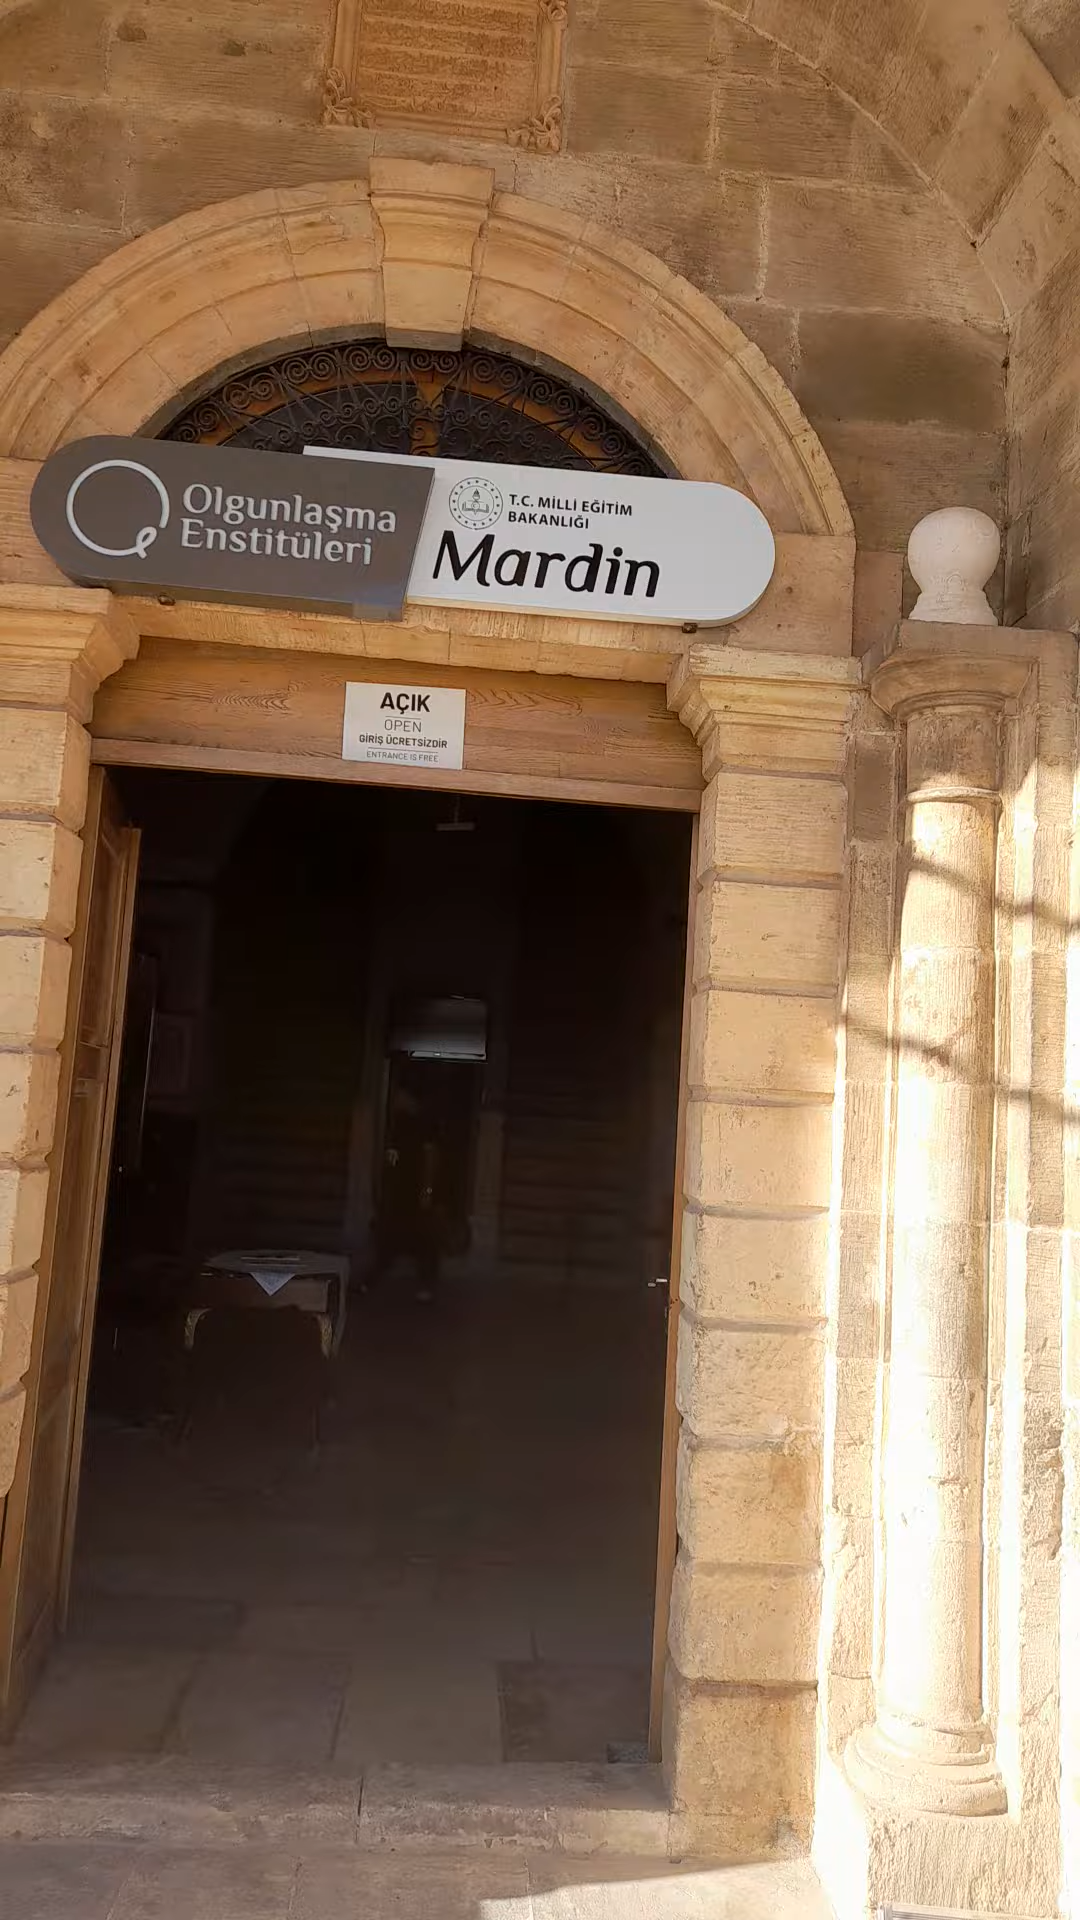 Olgunlaşma
Enstitüleri
T.C. MİLLİ EĞİTİM
BAKANLIĞI
Mardin
AÇIK
OPEN
GİRİŞ ÜCRETSİZDİR
ENTRANCE IS FREE